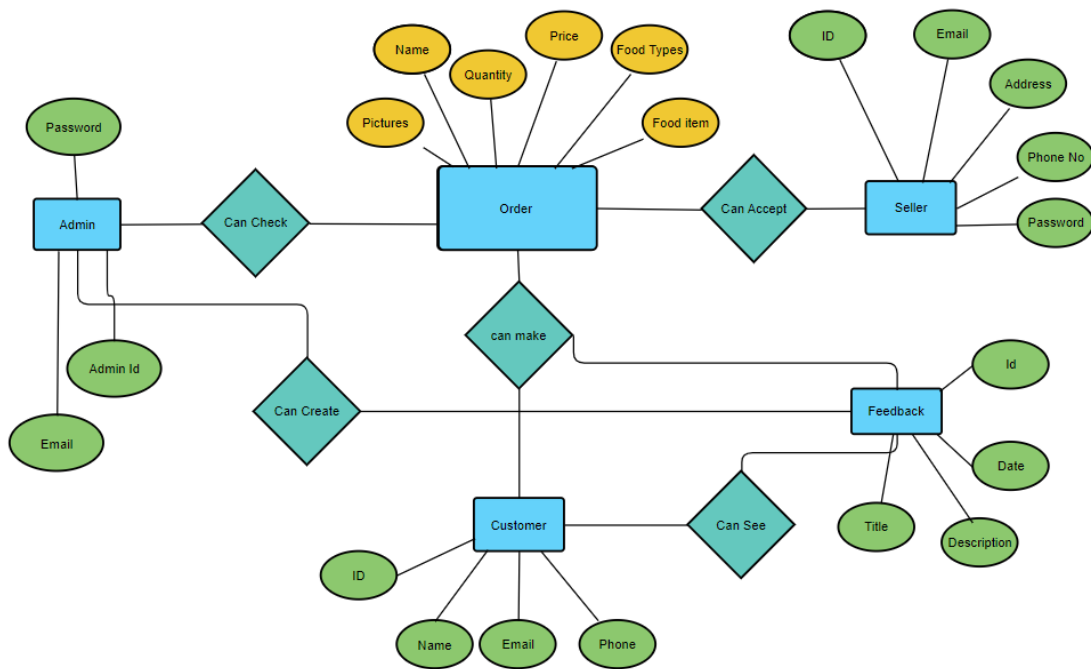 ID
Email
Price
Name
Food Types
Quantity
Address
Pictures
Food item
Password
Phone No
Order
Can Accept
Seller
Admin
Can Check
Password
can make
Id
Admin Id
Can Create
Feedback
Email
Date
Customer
Can See
Title
Description
ID
Name
Email
Phone